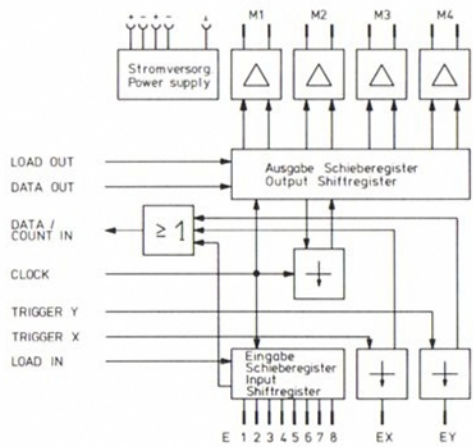 + - + -
M1 M2 M3 M4
Stromversorg.
Power supply
LOAD OUT
DATA OUT
Ausgabe Schieberegister
Output Shiftregister
DATA /
COUNT IN
≥ 1
CLOCK
TRIGGER Y
TRIGGER X
LOAD IN
Eingabe
Schieberegister
Input
Shiftregister
E 1 2 3 4 5 6 7 8 EX EY